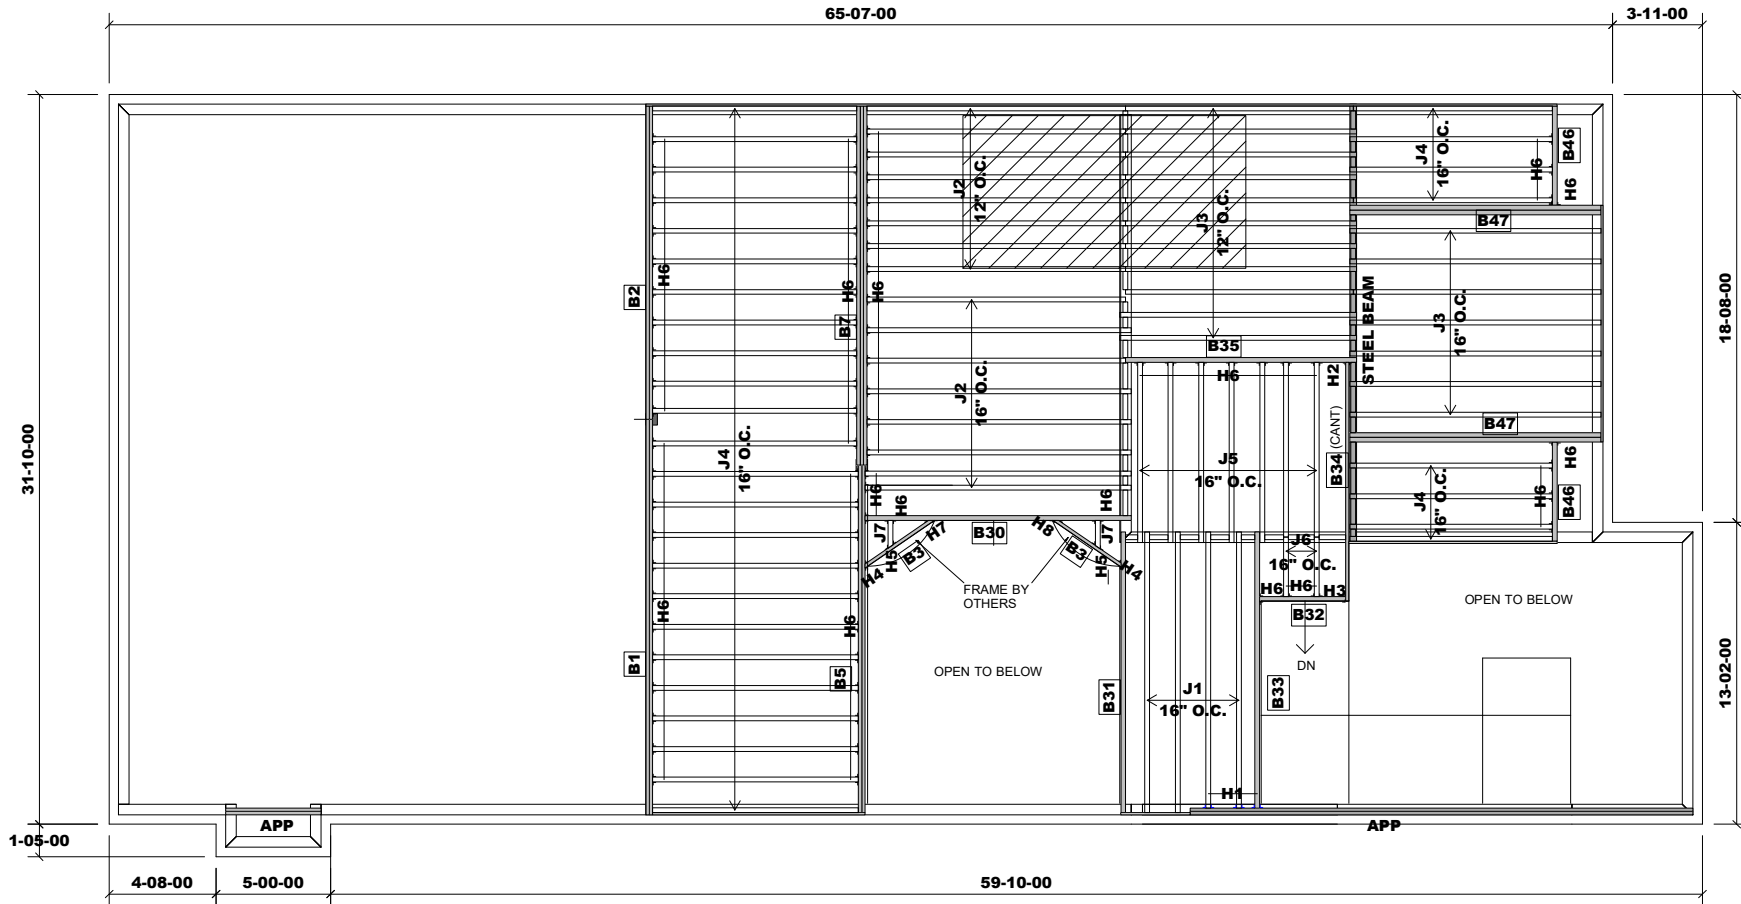 65-07-00
3-11-00
31-10-00
18-08-00
13-02-00
1-05-00
4-08-00
5-00-00
59-10-00
B2
B1
H6
H6
J4
16" O.C.
H6
B7
H6
H6
B5
J2
12" O.C.
J2
16" O.C.
J3
12" O.C.
B35
H6
H2
J4
16" O.C.
H6
B46
H6
B47
STEEL BEAM
J3
16" O.C.
B47
B34 (CANT)
J5
16" O.C.
J4
16" O.C.
H6
H6
B46
H6
H6
H6
J7
H5
H4
B3
H7
B30
H8
B3
J7
H5
H4
FRAME BY
OTHERS
OPEN TO BELOW
J6
16" O.C.
H6
H6
H3
B32
DN
OPEN TO BELOW
B31
J1
16" O.C.
B33
H1
APP
APP